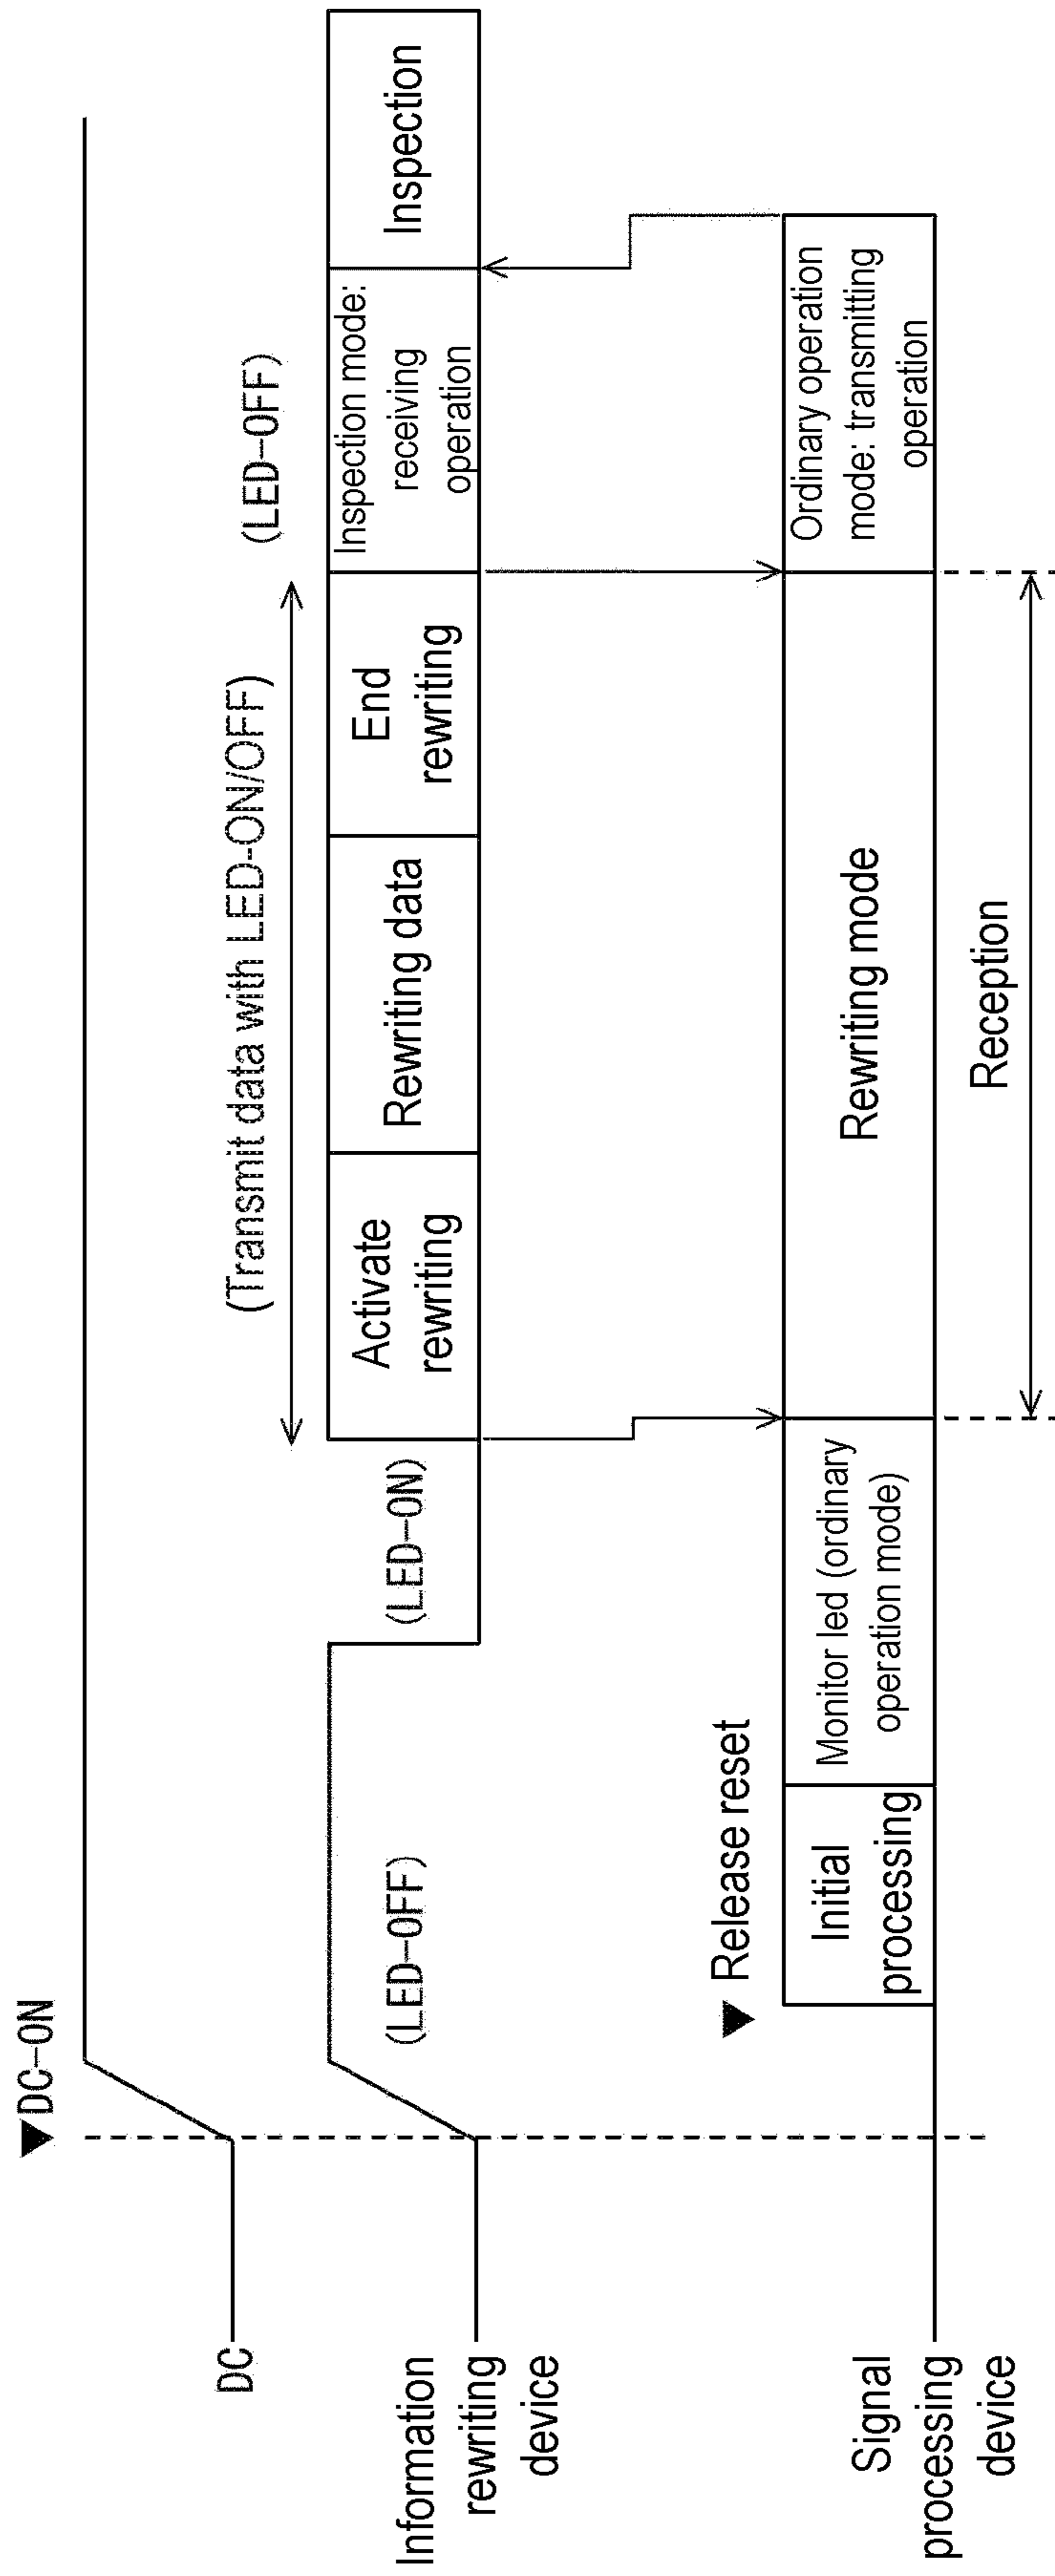 ▼DC-ON
DC
(Transmit data with LED-ON/OFF)
(LED-OFF)
Information
rewriting
device
(LED-OFF)
(LED-ON)
Activate
rewriting
Rewriting data
End
rewriting
Inspection mode:
receiving
operation
Inspection
▼ Release reset
Signal
processing
device
Initial
processing
Monitor led (ordinary
operation mode)
Rewriting mode
Ordinary operation
mode: transmitting
operation
Reception